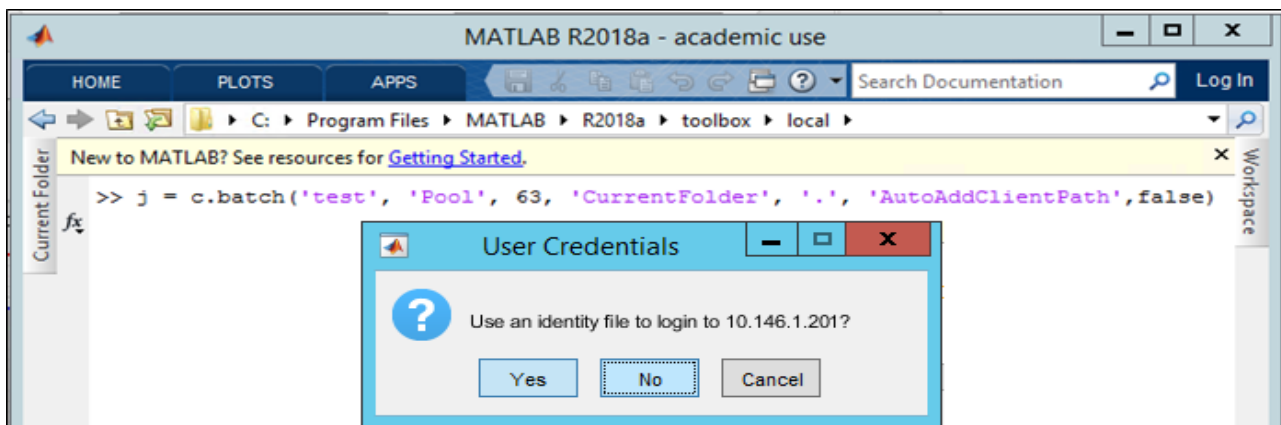 MATLAB R2018a - academic use
HOME PLOTS APPS Search Documentation Log In
C: Program Files MATLAB R2018a toolbox local
New to MATLAB? See resources for Getting Started.
Current Folder
Workspace
>> j = c.batch('test', 'Pool', 63, 'CurrentFolder', '.', 'AutoAddClientPath',false)
fx
User Credentials
Use an identity file to login to 10.146.1.201?
Yes No Cancel